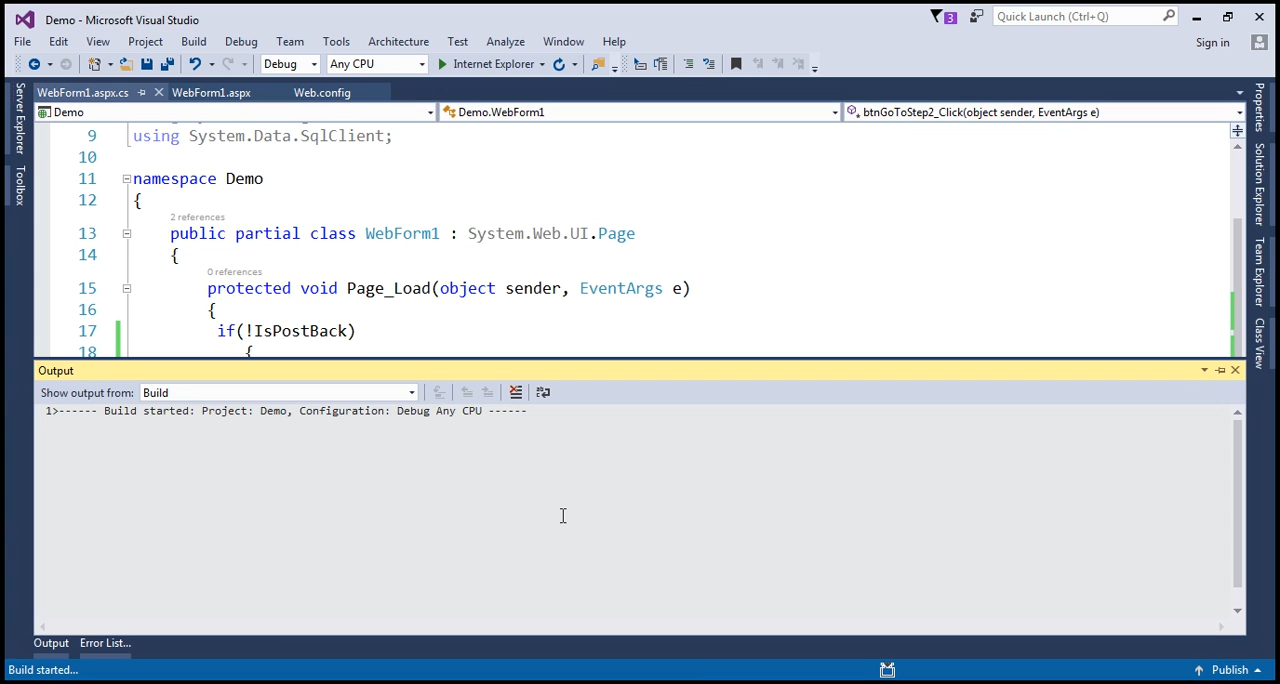 Demo - Microsoft Visual Studio
3
Quick Launch (Ctrl+Q)
File Edit View Project Build Debug Team Tools Architecture Test Analyze Window Help
Sign in
Debug Any CPU Internet Explorer
WebForm1.aspx.cs WebForm1.aspx Web.config
Demo Demo.WebForm1 btnGoToStep2_Click(object sender, EventArgs e)
9 using System.Data.SqlClient;
10
11 namespace Demo
12 {
2 references
13 public partial class WebForm1 : System.Web.UI.Page
14 {
0 references
15 protected void Page_Load(object sender, EventArgs e)
16 {
17 if(!IsPostBack)
18 {
Server Explorer
Toolbox
Properties
Solution Explorer
Team Explorer
Class View
Output
Show output from: Build
1>------ Build started: Project: Demo, Configuration: Debug Any CPU ------
Output Error List...
Build started...
Publish